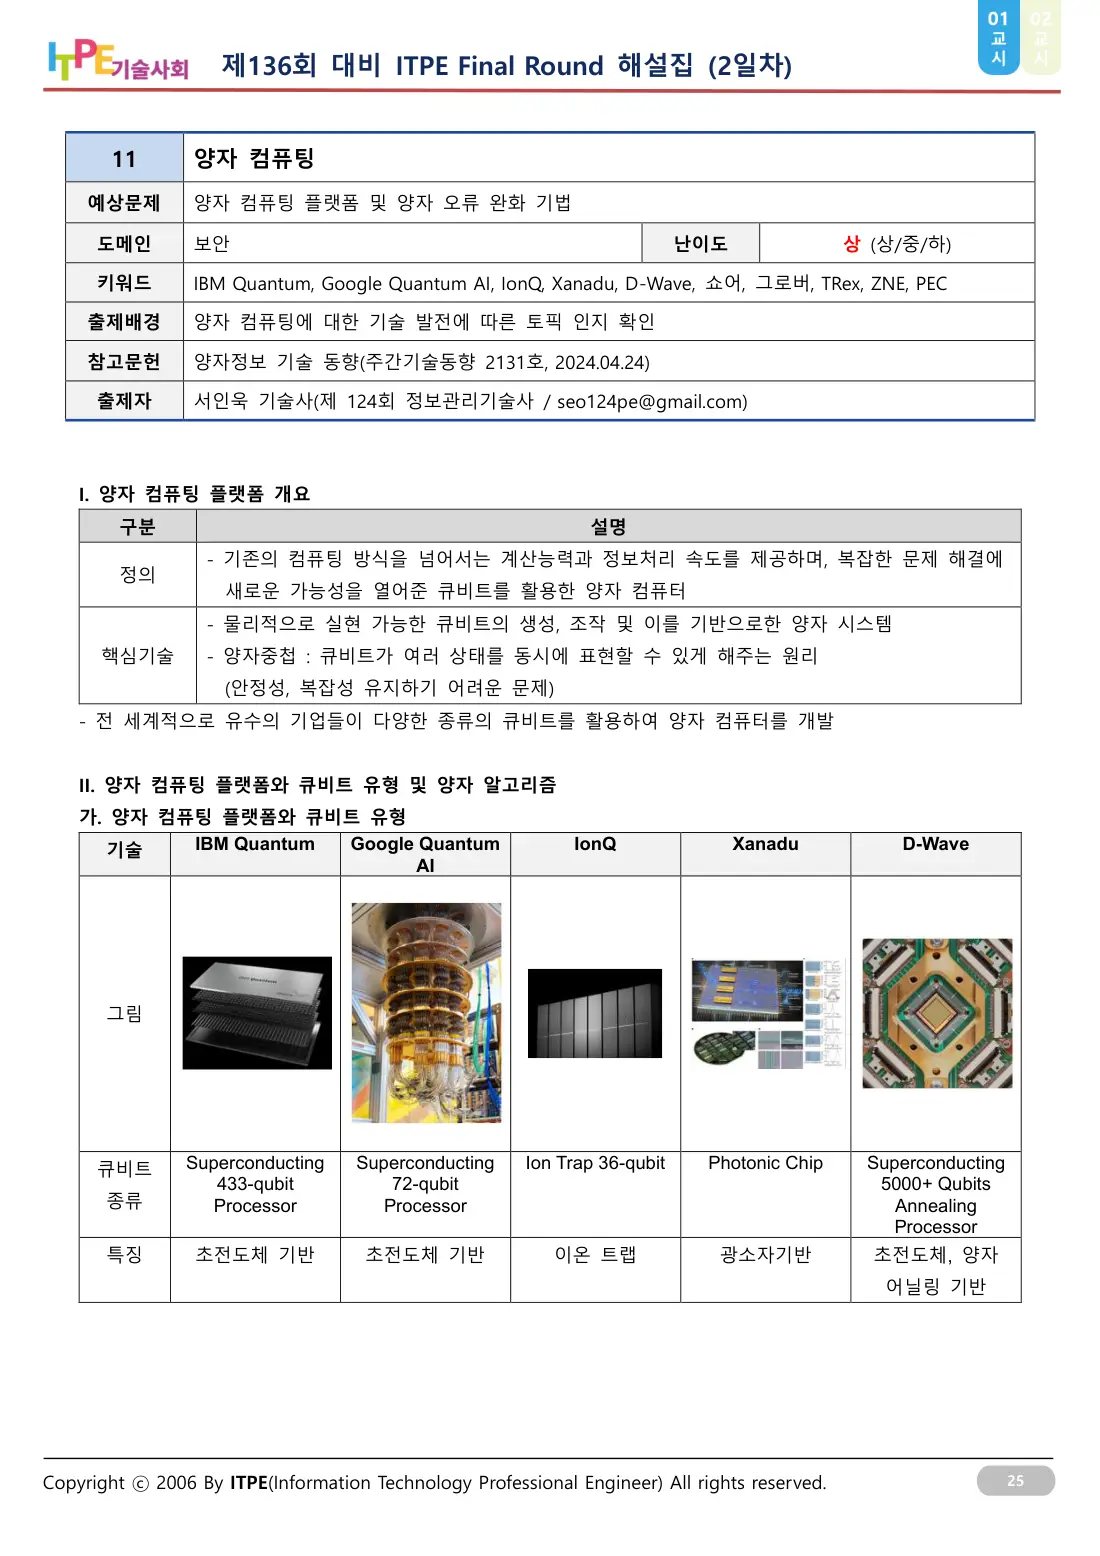 ITPE기술사회 제136회 대비 ITPE Final Round 해설집 (2일차)
01 교시
02 교시
11 양자 컴퓨팅
예상문제 양자 컴퓨팅 플랫폼 및 양자 오류 완화 기법
도메인 보안 난이도 상 (상/중/하)
키워드 IBM Quantum, Google Quantum AI, IonQ, Xanadu, D-Wave, 쇼어, 그로버, TRex, ZNE, PEC
출제배경 양자 컴퓨팅에 대한 기술 발전에 따른 토픽 인지 확인
참고문헌 양자정보 기술 동향(주간기술동향 2131호, 2024.04.24)
출제자 서인욱 기술사(제 124회 정보관리기술사 / seo124pe@gmail.com)
I. 양자 컴퓨팅 플랫폼 개요
구분 설명
정의 - 기존의 컴퓨팅 방식을 넘어서는 계산능력과 정보처리 속도를 제공하며, 복잡한 문제 해결에
새로운 가능성을 열어준 큐비트를 활용한 양자 컴퓨터
핵심기술 - 물리적으로 실현 가능한 큐비트의 생성, 조작 및 이를 기반으로한 양자 시스템
- 양자중첩 : 큐비트가 여러 상태를 동시에 표현할 수 있게 해주는 원리
(안정성, 복잡성 유지하기 어려운 문제)
- 전 세계적으로 유수의 기업들이 다양한 종류의 큐비트를 활용하여 양자 컴퓨터를 개발
II. 양자 컴퓨팅 플랫폼와 큐비트 유형 및 양자 알고리즘
가. 양자 컴퓨팅 플랫폼와 큐비트 유형
기술 IBM Quantum Google Quantum AI IonQ Xanadu D-Wave
그림
큐비트 종류 Superconducting 433-qubit Processor Superconducting 72-qubit Processor Ion Trap 36-qubit Photonic Chip Superconducting 5000+ Qubits Annealing Processor
특징 초전도체 기반 초전도체 기반 이온 트랩 광소자기반 초전도체, 양자 어닐링 기반
Copyright ⓒ 2006 By ITPE(Information Technology Professional Engineer) All rights reserved.
25